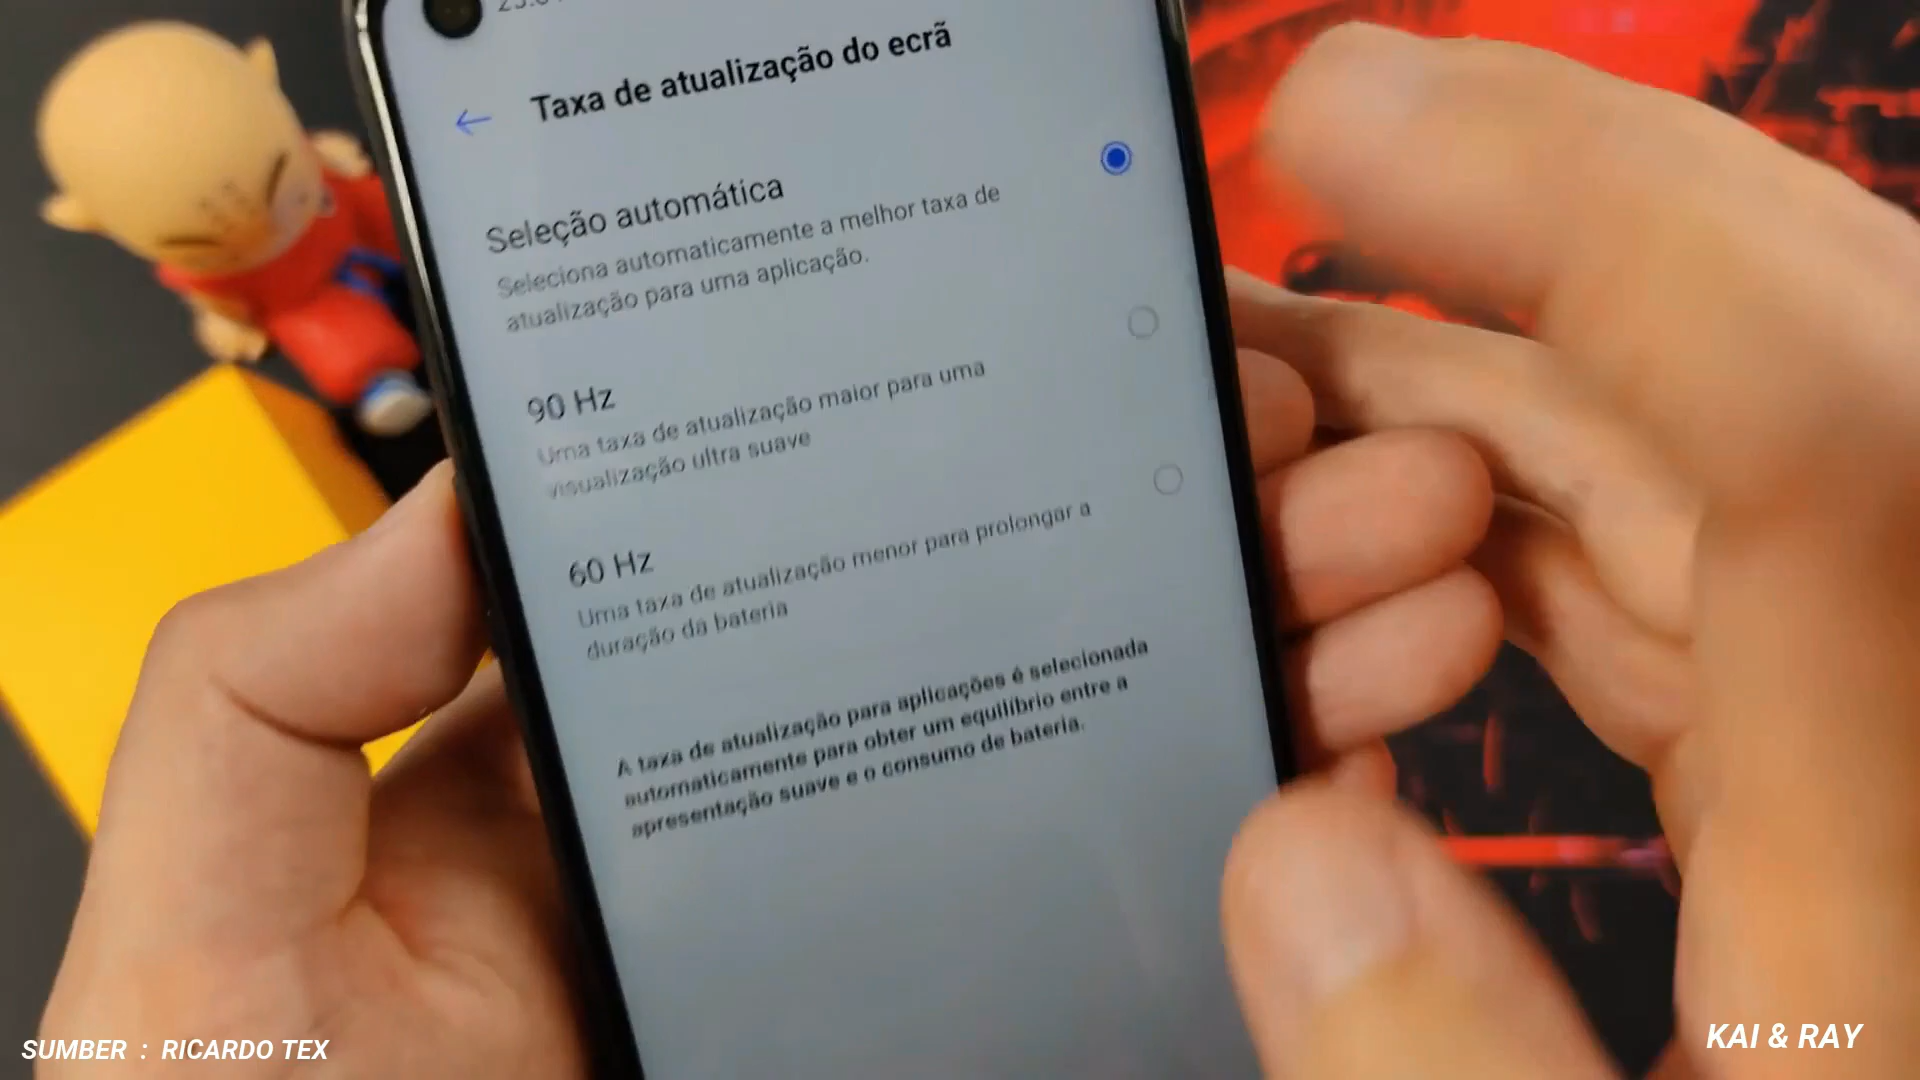 Taxa de atualização do ecrã
Seleção automática
Seleciona automaticamente a melhor taxa de
atualização para uma aplicação.
90 Hz
Uma taxa de atualização maior para uma
visualização ultra suave
60 Hz
Uma taxa de atualização menor para prolongar a
duração da bateria
A taxa de atualização para aplicações é selecionada
automaticamente para obter um equilíbrio entre a
apresentação suave e o consumo de bateria.
SUMBER : RICARDO TEX
KAI & RAY